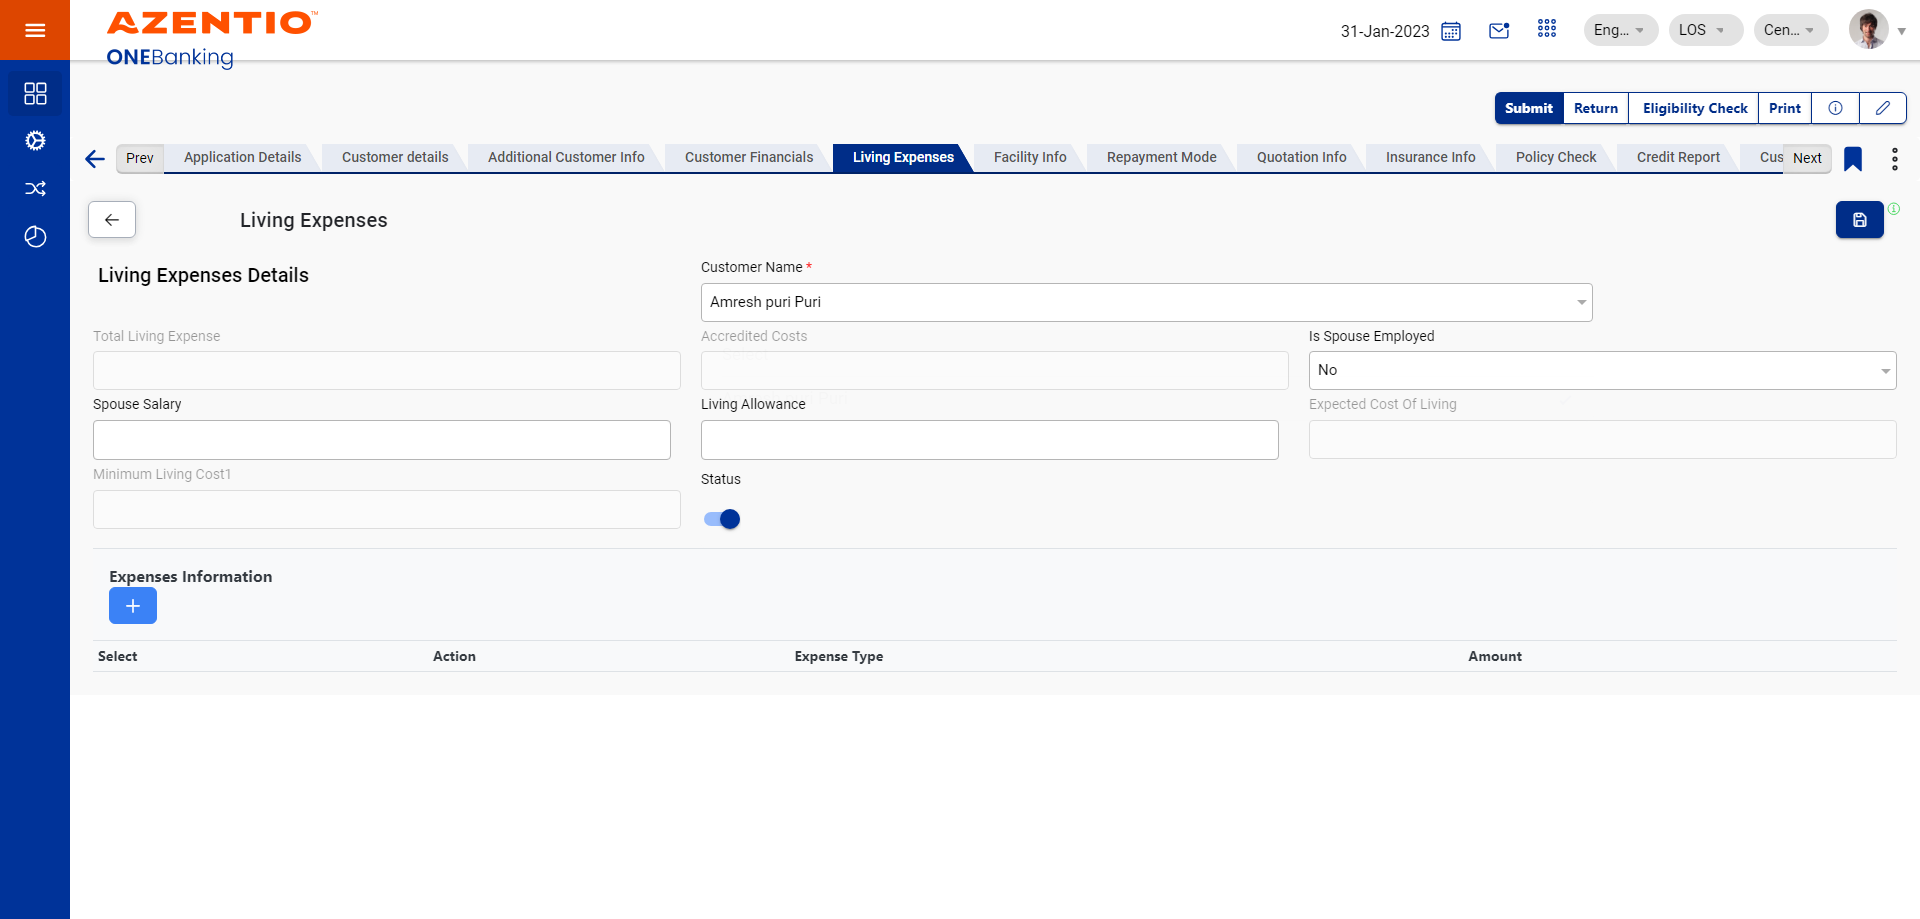 AZENTIO™
ONEBanking
31-Jan-2023
Eng...
LOS
Cen...
Submit
Return
Eligibility Check
Print
Prev
Application Details
Customer details
Additional Customer Info
Customer Financials
Living Expenses
Facility Info
Repayment Mode
Quotation Info
Insurance Info
Policy Check
Credit Report
Cus
Next
Living Expenses
Living Expenses Details
Customer Name *
Amresh puri Puri
Total Living Expense
Accredited Costs
Is Spouse Employed
No
Spouse Salary
Living Allowance
Expected Cost Of Living
Minimum Living Cost1
Status
Expenses Information
Select
Action
Expense Type
Amount